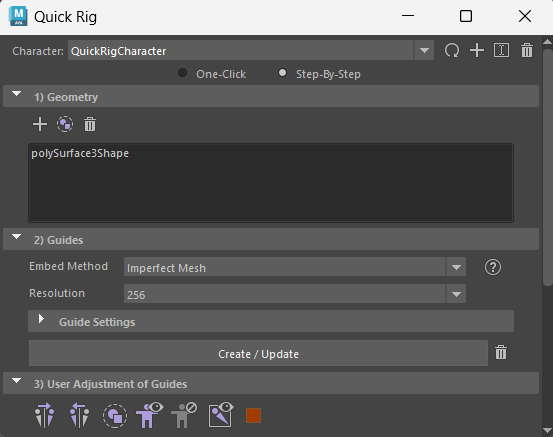 Quick Rig
Character: QuickRigCharacter
One-Click Step-By-Step
1) Geometry
polySurface3Shape
2) Guides
Embed Method Imperfect Mesh
Resolution 256
Guide Settings
Create / Update
3) User Adjustment of Guides